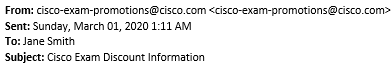 From: cisco-exam-promotions@cisco.com <cisco-exam-promotions@cisco.com>
Sent: Sunday, March 01, 2020 1:11 AM
To: Jane Smith
Subject: Cisco Exam Discount Information